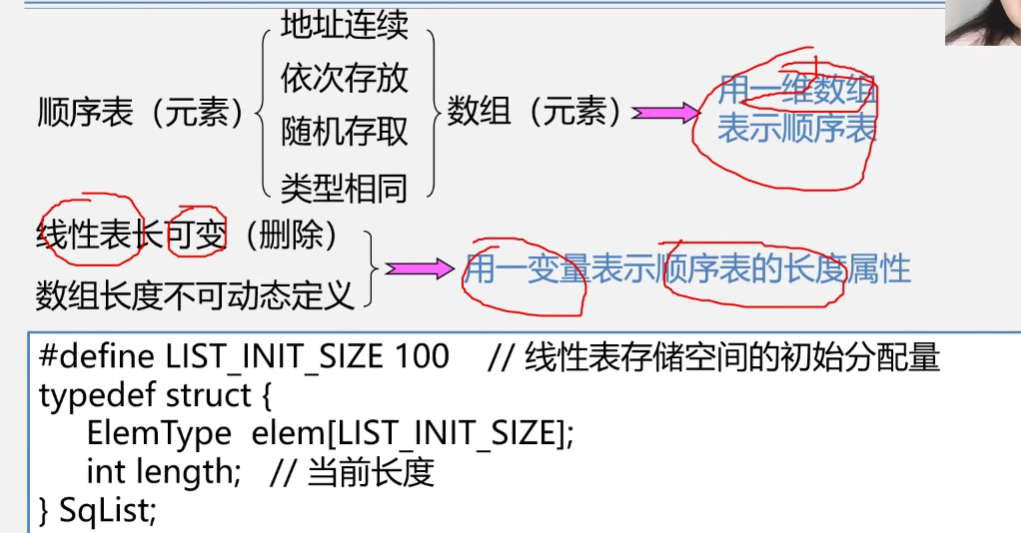 地址连续
依次存放
顺序表（元素） 数组（元素） 用一维数组
随机存取 表示顺序表
类型相同
线性表长可变（删除）
用一变量表示顺序表的长度属性
数组长度不可动态定义
#define LIST_INIT_SIZE 100 // 线性表存储空间的初始分配量
typedef struct {
ElemType elem[LIST_INIT_SIZE];
int length; // 当前长度
} SqList;